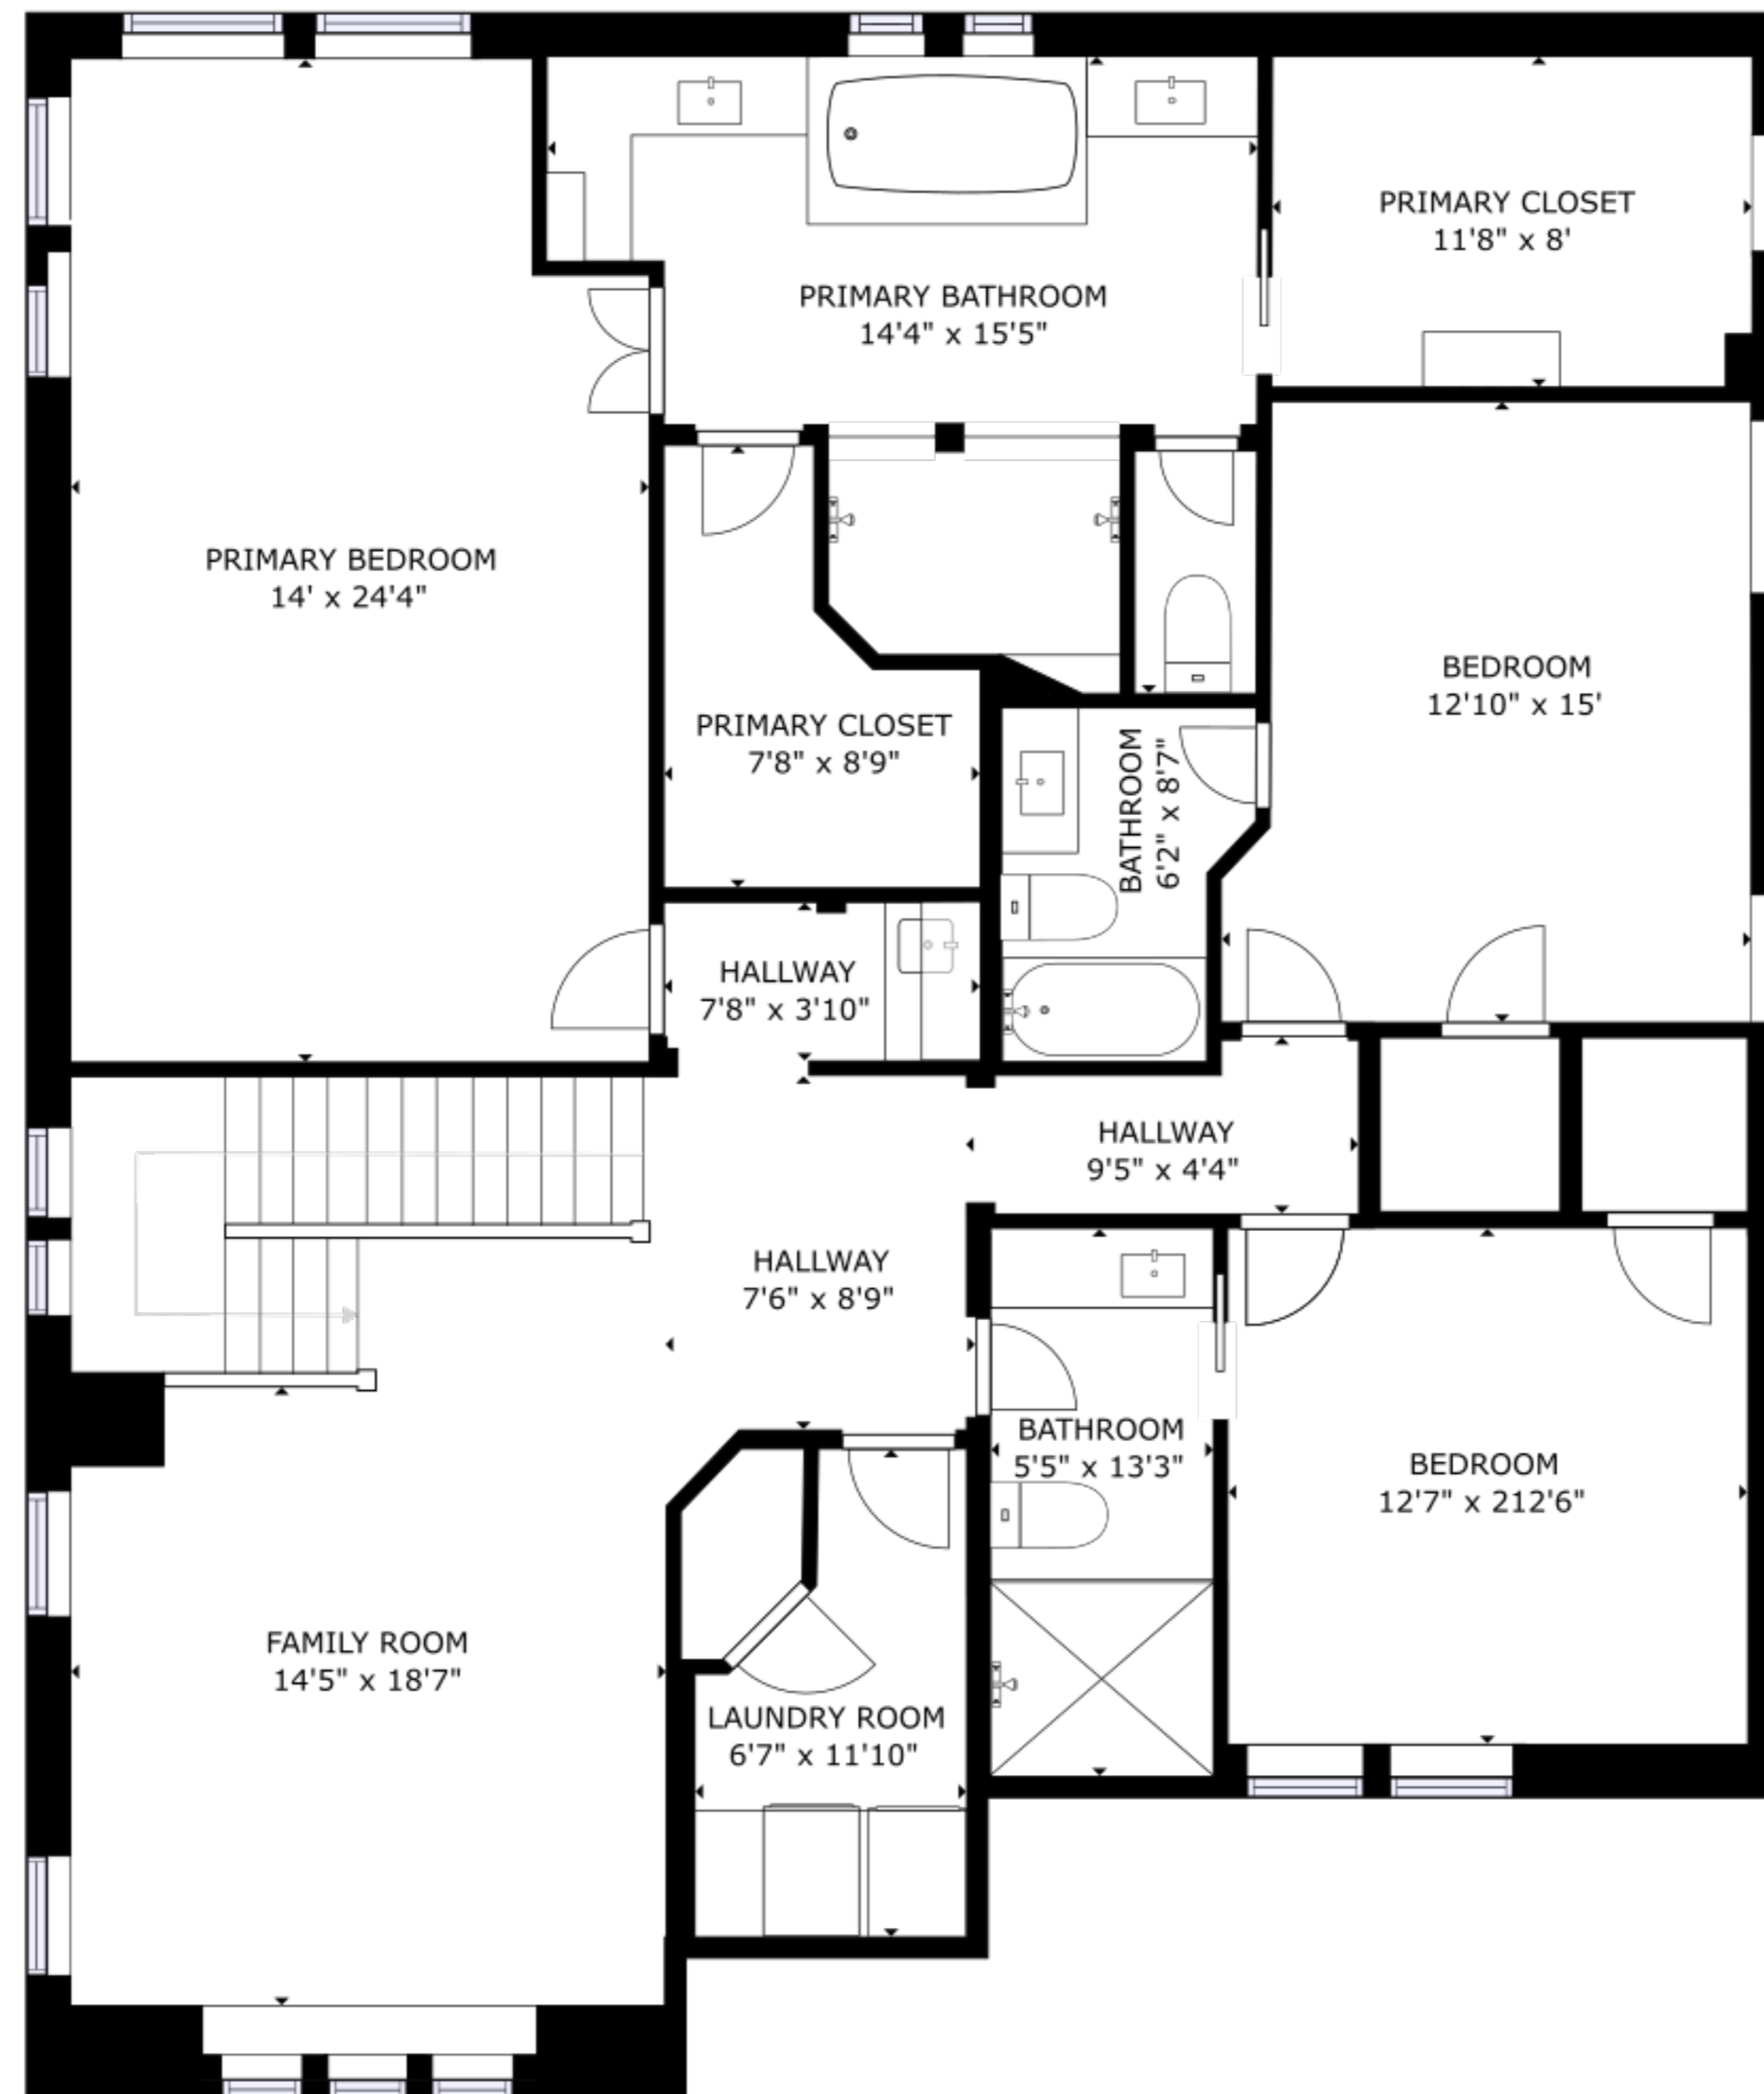 PRIMARY CLOSET
11'8" x 8'
PRIMARY BATHROOM
14'4" x 15'5"
PRIMARY BEDROOM
14' x 24'4"
BEDROOM
12'10" x 15'
PRIMARY CLOSET
7'8" x 8'9"
BATHROOM
6'2" x 8'7"
HALLWAY
7'8" x 3'10"
HALLWAY
9'5" x 4'4"
HALLWAY
7'6" x 8'9"
BATHROOM
5'5" x 13'3"
BEDROOM
12'7" x 212'6"
FAMILY ROOM
14'5" x 18'7"
LAUNDRY ROOM
6'7" x 11'10"